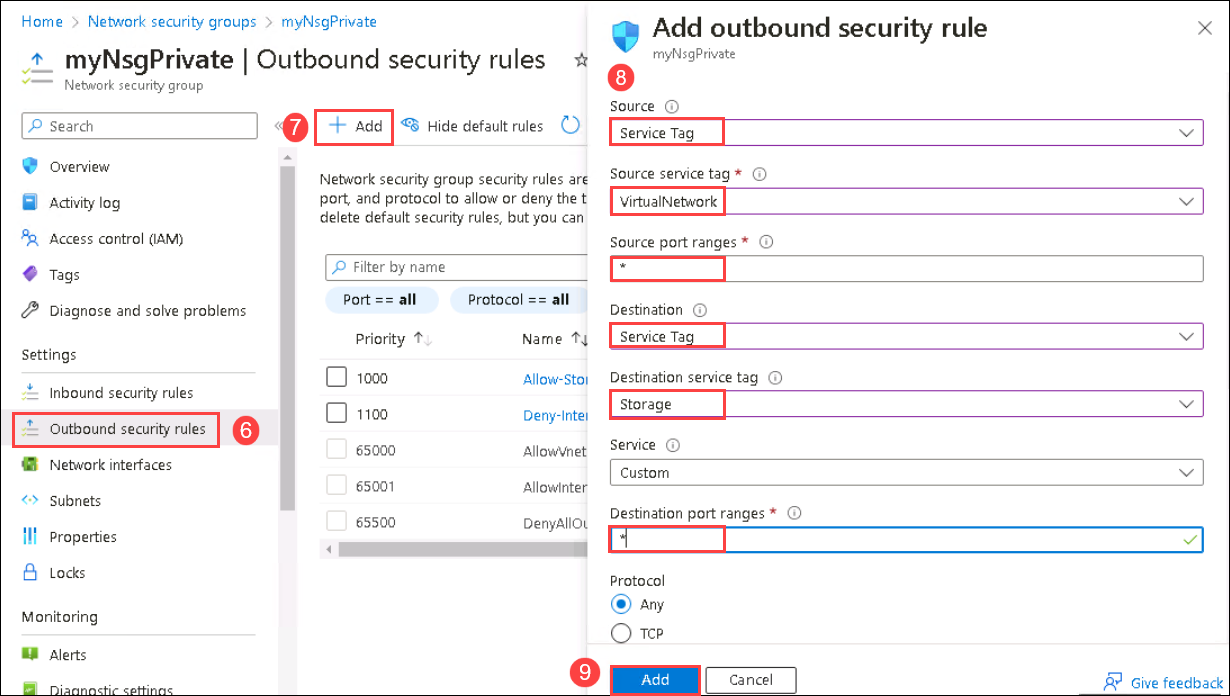 Home > Network security groups > myNsgPrivate
myNsgPrivate | Outbound security rules
Network security group
Search
Overview
Activity log
Access control (IAM)
Tags
Diagnose and solve problems
Settings
Inbound security rules
Outbound security rules
6
Network interfaces
Subnets
Properties
Locks
Monitoring
Alerts
Diagnostic settings
7
Add
Hide default rules
Network security group security rules are
port, and protocol to allow or deny the t
delete default security rules, but you can
Filter by name
Port == all
Protocol == all
Priority
Name
1000
Allow-Stor
1100
Deny-Inter
65000
AllowVnet
65001
AllowInter
65500
DenyAllOu
Add outbound security rule
myNsgPrivate
8
Source
Service Tag
Source service tag *
VirtualNetwork
Source port ranges *
*
Destination
Service Tag
Destination service tag
Storage
Service
Custom
Destination port ranges *
*
Protocol
Any
TCP
9
Add
Cancel
Give feedback